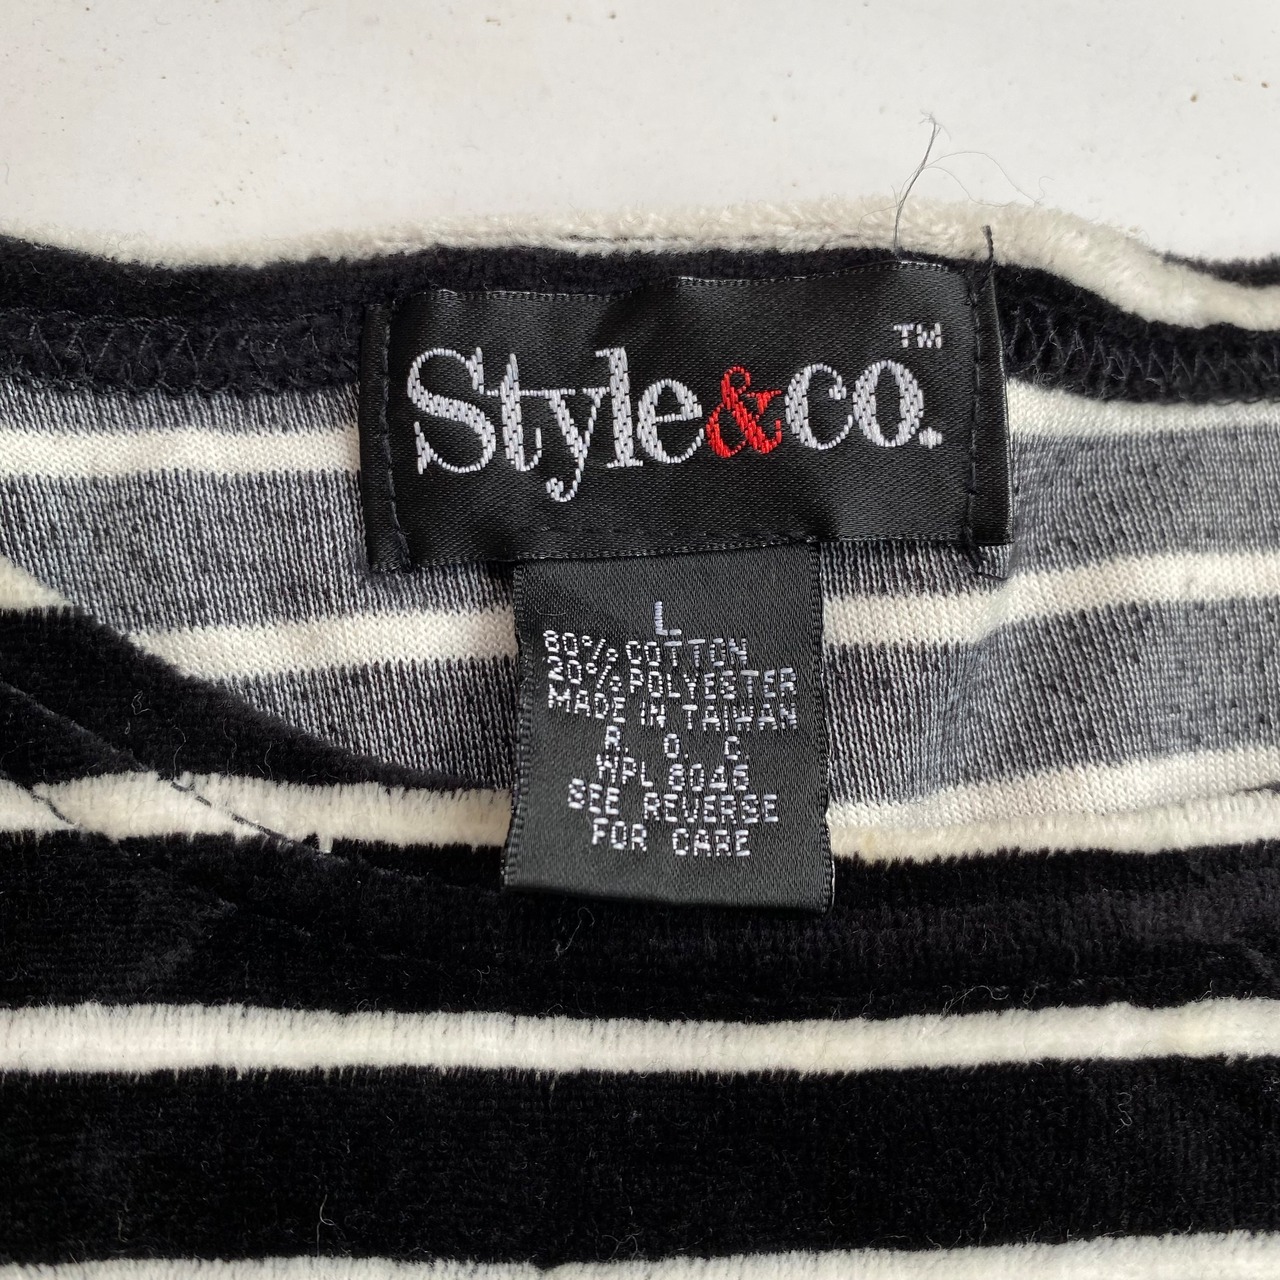 Style&co.™
L
80% COTTON
20% POLYESTER
MADE IN TAIWAN
R. O. C
WPL 8046
SEE REVERSE
FOR CARE